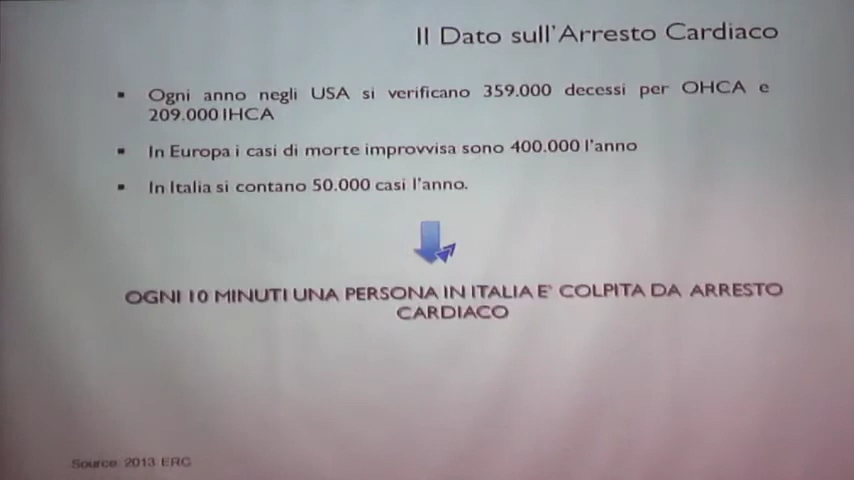 Il Dato sull'Arresto Cardiaco
▪ Ogni anno negli USA si verificano 359.000 decessi per OHCA e
209.000 IHCA
▪ In Europa i casi di morte improvvisa sono 400.000 l'anno
▪ In Italia si contano 50.000 casi l'anno.
OGNI 10 MINUTI UNA PERSONA IN ITALIA E' COLPITA DA ARRESTO
CARDIACO
Source: 2013 ERC